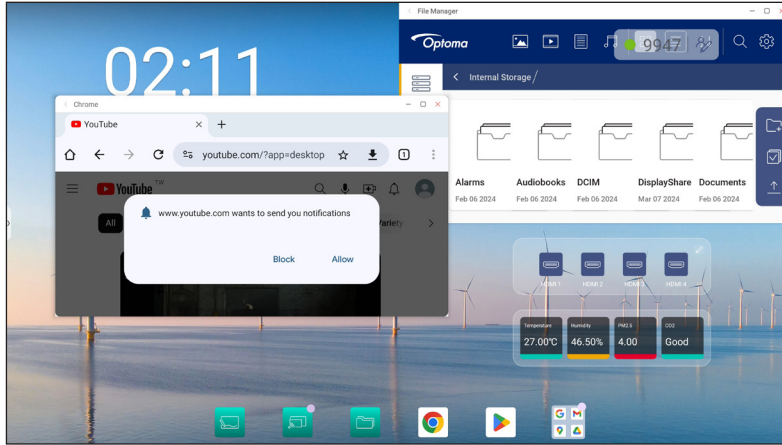 File Manager
Optoma
9947
Internal Storage/
02:11
Chrome
YouTube
youtube.com/?app=desktop
1
YouTube TW
All
Variety
www.youtube.com wants to send you notifications
Block
Allow
Alarms
Audiobooks
DCIM
DisplayShare
Documents
Feb 06 2024
Feb 06 2024
Feb 06 2024
Mar 07 2024
Feb 06 2024
HDMI 1
HDMI 2
HDMI 3
HDMI 4
Temperature
Humidity
PM2.5
CO2
27.00°C
46.50%
4.00
Good